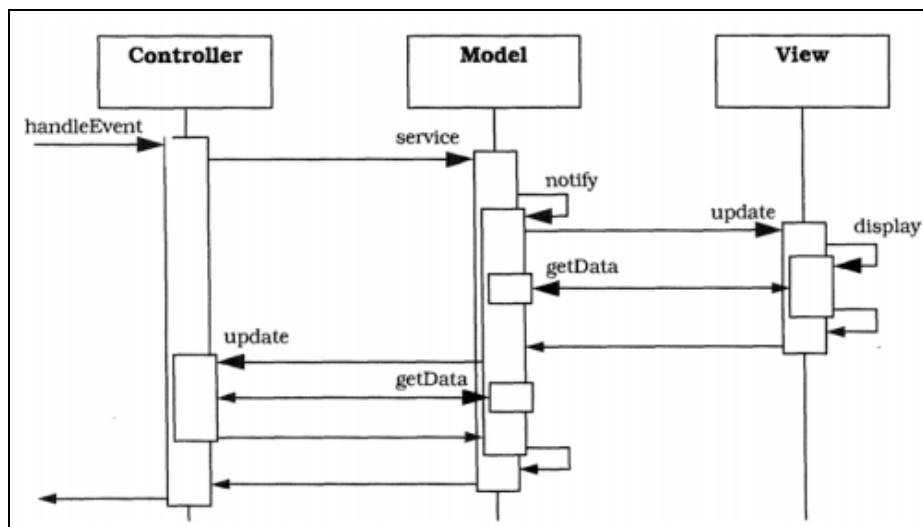 Controller
Model
View
handleEvent
service
notify
update
display
getData
update
getData